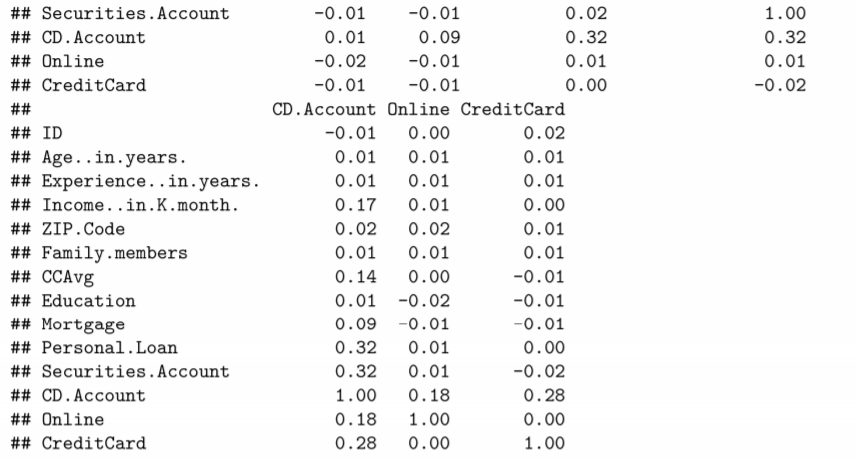 ## Securities.Account -0.01 -0.01 0.02 1.00
## CD.Account 0.01 0.09 0.32 0.32
## Online -0.02 -0.01 0.01 0.01
## CreditCard -0.01 -0.01 0.00 -0.02
## CD.Account Online CreditCard
## ID -0.01 0.00 0.02
## Age..in.years. 0.01 0.01 0.01
## Experience..in.years. 0.01 0.01 0.01
## Income..in.K.month. 0.17 0.01 0.00
## ZIP.Code 0.02 0.02 0.01
## Family.members 0.01 0.01 0.01
## CCAvg 0.14 0.00 -0.01
## Education 0.01 -0.02 -0.01
## Mortgage 0.09 -0.01 -0.01
## Personal.Loan 0.32 0.01 0.00
## Securities.Account 0.32 0.01 -0.02
## CD.Account 1.00 0.18 0.28
## Online 0.18 1.00 0.00
## CreditCard 0.28 0.00 1.00